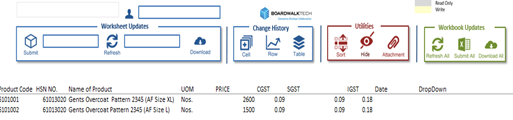 Read Only
Write
BOARDWALKTECH
Worksheet Updates
Change History
Utilities
Workbook Updates
Submit
Refresh
Download
Cell
Row
Table
Sort
Hide
Attachment
Refresh All
Submit All
Download All
Product Code HSN NO. Name of Product UOM PRICE CGST SGST IGST Date DropDown
6101001 61013020 Gents Overcoat Pattern 2345 (AF Size XL) Nos. 2600 0.09 0.09 0.18
6101002 61013020 Gents Overcoat Pattern 2345 (AF Size L) Nos. 1500 0.09 0.09 0.18